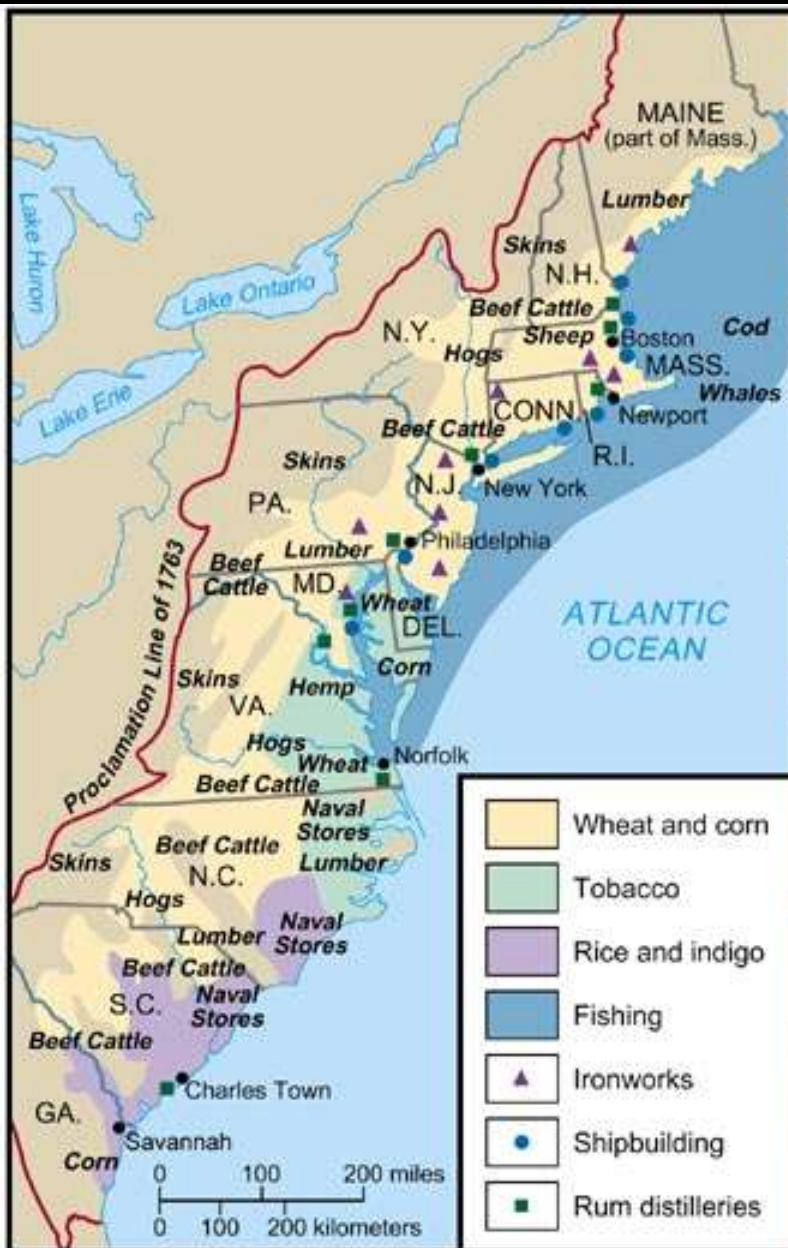 MAINE
(part of Mass.)
Lumber
Skins
N.H.
Lake Huron
Lake Ontario
Beef Cattle
N.Y.
Sheep
Boston
Cod
Hogs
MASS.
Lake Erie
Whales
CONN.
Newport
Beef Cattle
R.I.
Skins
N.J.
New York
PA.
Philadelphia
Lumber
Beef
Cattle
MD.
Wheat
DEL.
ATLANTIC
OCEAN
Proclamation Line of 1763
Corn
Skins
Hemp
VA.
Hogs
Norfolk
Wheat
Beef Cattle
Naval
Stores
Beef Cattle
Skins
Lumber
N.C.
Hogs
Naval
Stores
Lumber
Beef Cattle
S.C.
Naval
Stores
Beef Cattle
Charles Town
GA.
Savannah
Corn
0 100 200 miles
0 100 200 kilometers
Wheat and corn
Tobacco
Rice and indigo
Fishing
Ironworks
Shipbuilding
Rum distilleries